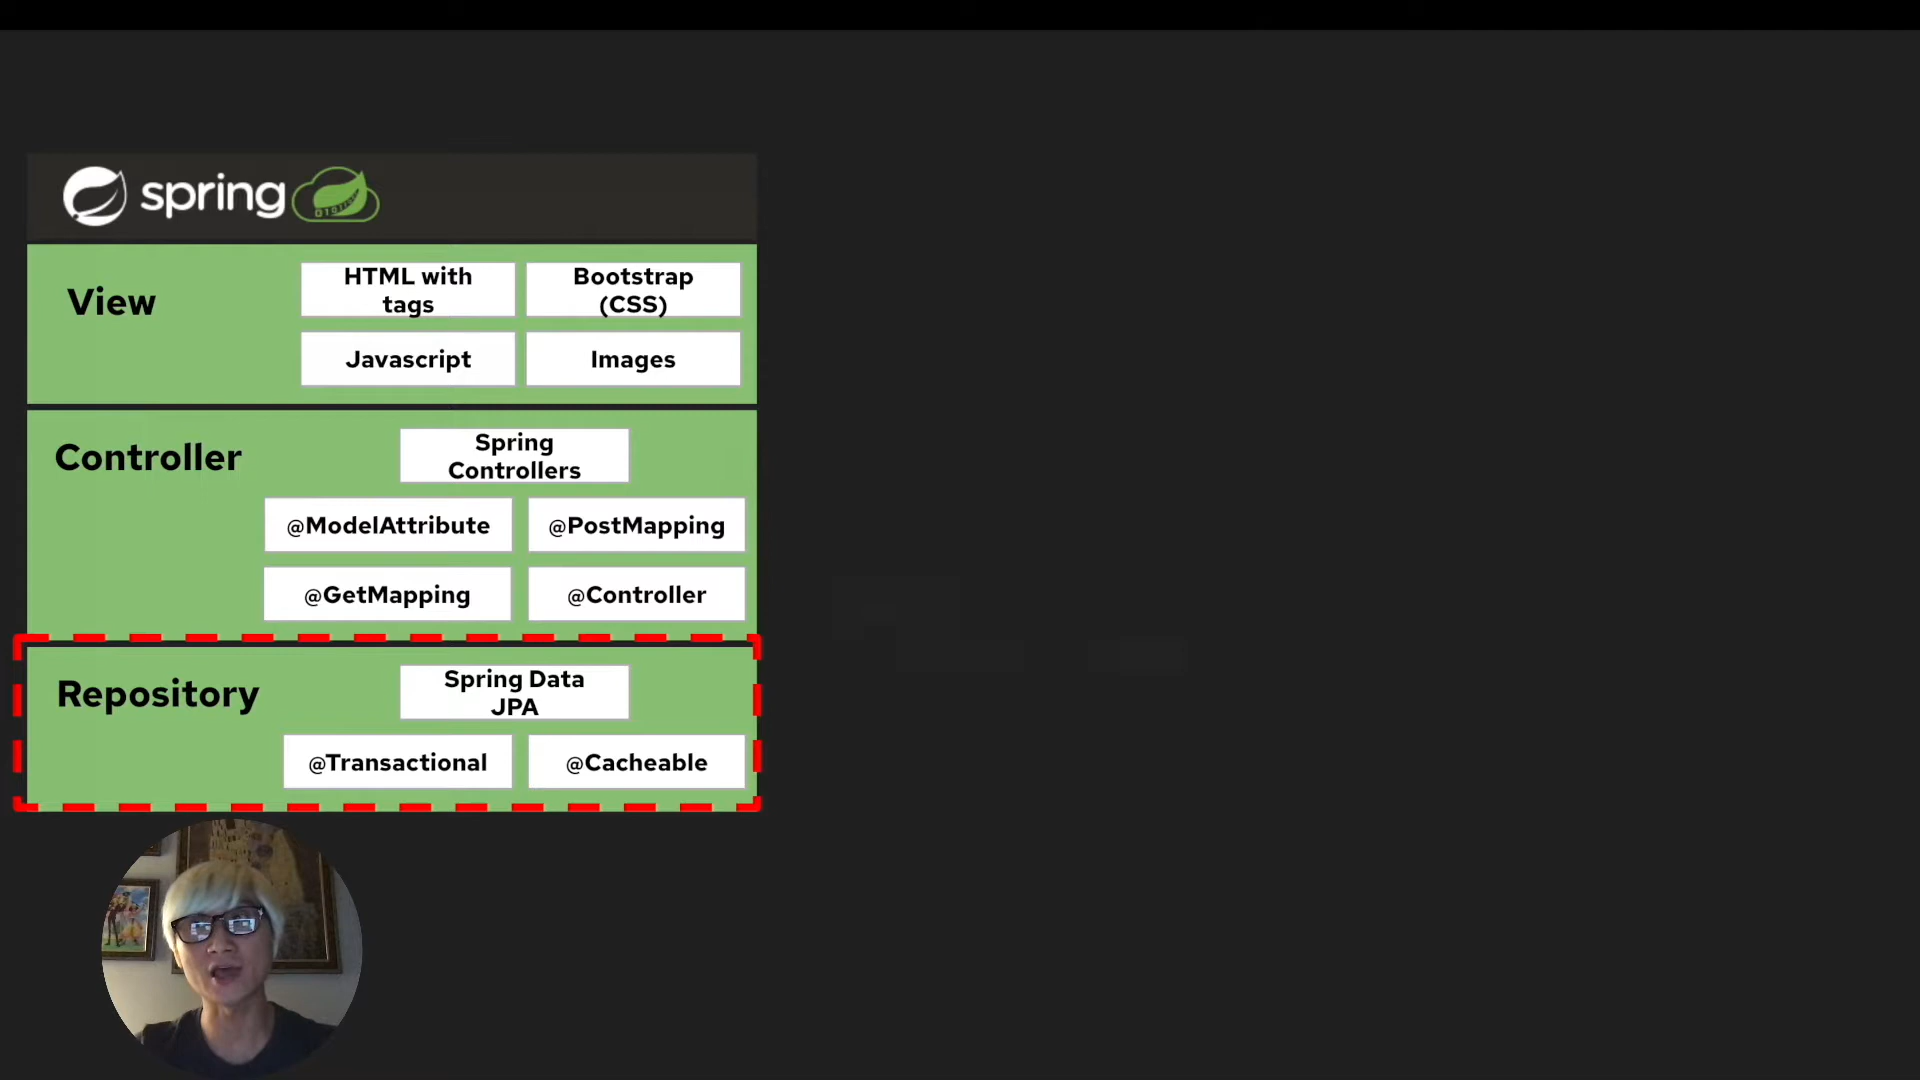 spring
View
HTML with
tags
Bootstrap
(CSS)
Javascript
Images
Controller
Spring
Controllers
@ModelAttribute
@PostMapping
@GetMapping
@Controller
Repository
Spring Data
JPA
@Transactional
@Cacheable